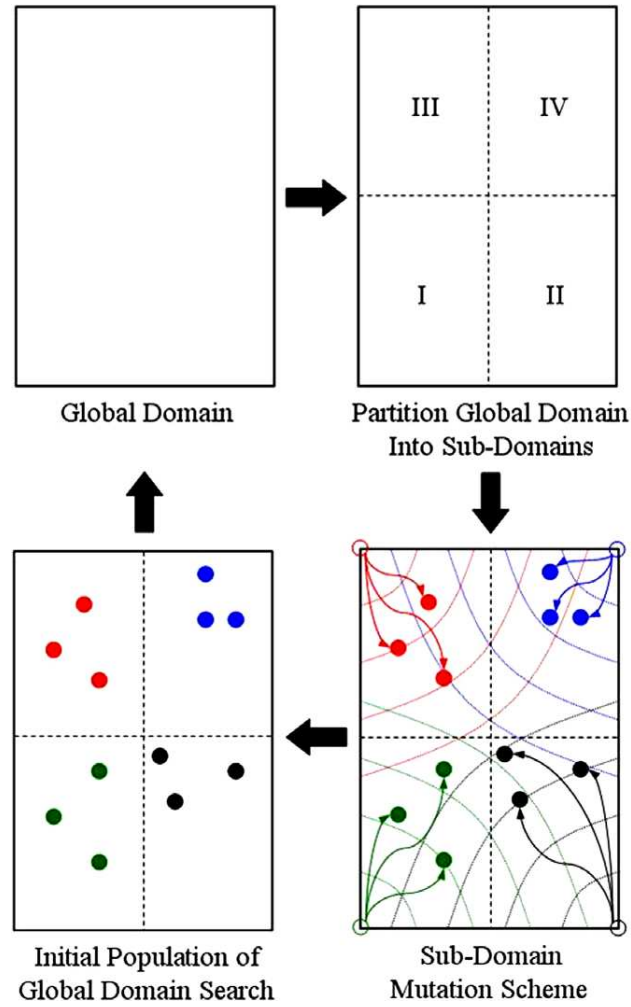 III
IV
I
II
Global Domain
Partition Global Domain
Into Sub-Domains
Initial Population of
Global Domain Search
Sub-Domain
Mutation Scheme